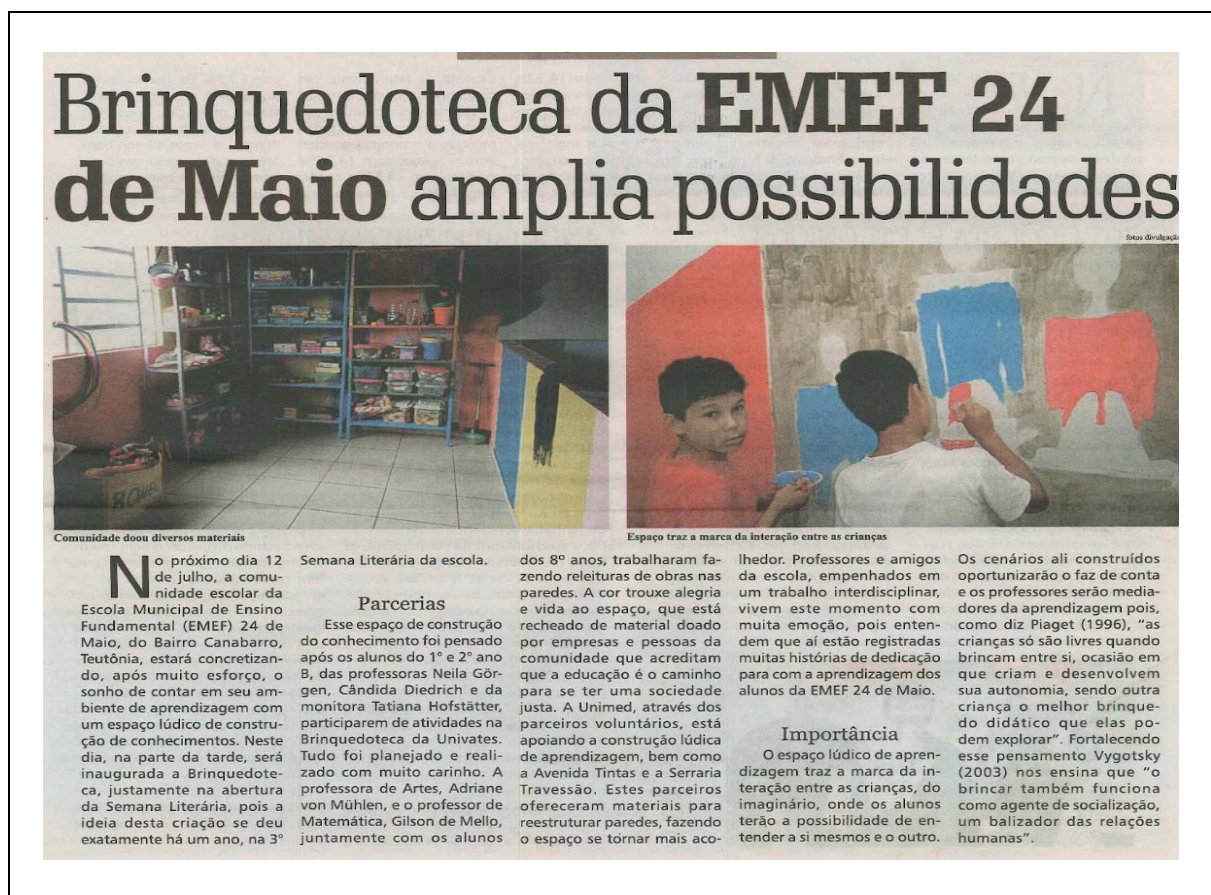 Brinquedoteca da EMEF 24
de Maio amplia possibilidades
fotos divulgação
BONE
Comunidade doou diversos materiais
Espaço traz a marca da interação entre as crianças
No próximo dia 12
de julho, a comu-
nidade escolar da
Escola Municipal de Ensino
Fundamental (EMEF) 24 de
Maio, do Bairro Canabarro,
Teutônia, estará concretizan-
do, após muito esforço, o
sonho de contar em seu am-
biente de aprendizagem com
um espaço lúdico de constru-
ção de conhecimentos. Neste
dia, na parte da tarde, será
inaugurada a Brinquedote-
ca, justamente na abertura
da Semana Literária, pois a
ideia desta criação se deu
exatamente há um ano, na 3º
Semana Literária da escola.
Parcerias
Esse espaço de construção
do conhecimento foi pensado
após os alunos do 1º e 2º ano
B, das professoras Neila Gör-
gen, Cândida Diedrich e da
monitora Tatiana Hofstätter,
participarem de atividades na
Brinquedoteca da Univates.
Tudo foi planejado e reali-
zado com muito carinho. A
professora de Artes, Adriane
von Mühlen, e o professor de
Matemática, Gilson de Mello,
juntamente com os alunos
dos 8º anos, trabalharam fa-
zendo releituras de obras nas
paredes. A cor trouxe alegria
e vida ao espaço, que está
recheado de material doado
por empresas e pessoas da
comunidade que acreditam
que a educação é o caminho
para se ter uma sociedade
justa. A Unimed, através dos
parceiros voluntários, está
apoiando a construção lúdica
de aprendizagem, bem como
a Avenida Tintas e a Serraria
Travessão. Estes parceiros
ofereceram materiais para
reestruturar paredes, fazendo
o espaço se tornar mais aco-
lhedor. Professores e amigos
da escola, empenhados em
um trabalho interdisciplinar,
vivem este momento com
muita emoção, pois enten-
dem que aí estão registradas
muitas histórias de dedicação
para com a aprendizagem dos
alunos da EMEF 24 de Maio.
Importância
O espaço lúdico de apren-
dizagem traz a marca da in-
teração entre as crianças, do
imaginário, onde os alunos
terão a possibilidade de en-
tender a si mesmos e o outro.
Os cenários ali construídos
oportunizarão o faz de conta
e os professores serão media-
dores da aprendizagem pois,
como diz Piaget (1996), “as
crianças só são livres quando
brincam entre si, ocasião em
que criam e desenvolvem
sua autonomia, sendo outra
criança o melhor brinque-
do didático que elas po-
dem explorar”. Fortalecendo
esse pensamento Vygotsky
(2003) nos ensina que “o
brincar também funciona
como agente de socialização,
um balizador das relações
humanas”.